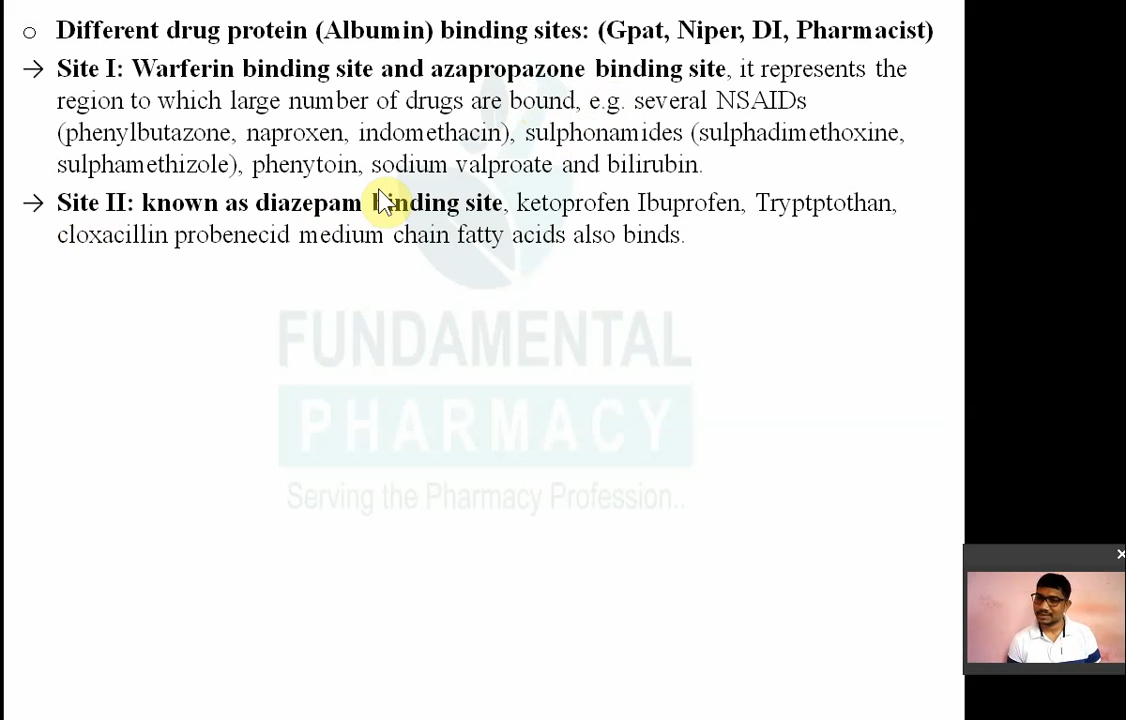 ○ Different drug protein (Albumin) binding sites: (Gpat, Niper, DI, Pharmacist)
→ Site I: Warferin binding site and azapropazone binding site, it represents the
region to which large number of drugs are bound, e.g. several NSAIDs
(phenylbutazone, naproxen, indomethacin), sulphonamides (sulphadimethoxine,
sulphamethizole), phenytoin, sodium valproate and bilirubin.
→ Site II: known as diazepam binding site, ketoprofen Ibuprofen, Tryptptothan,
cloxacillin probenecid medium chain fatty acids also binds.
FUNDAMENTAL
PHARMACY
Serving the Pharmacy Profession..